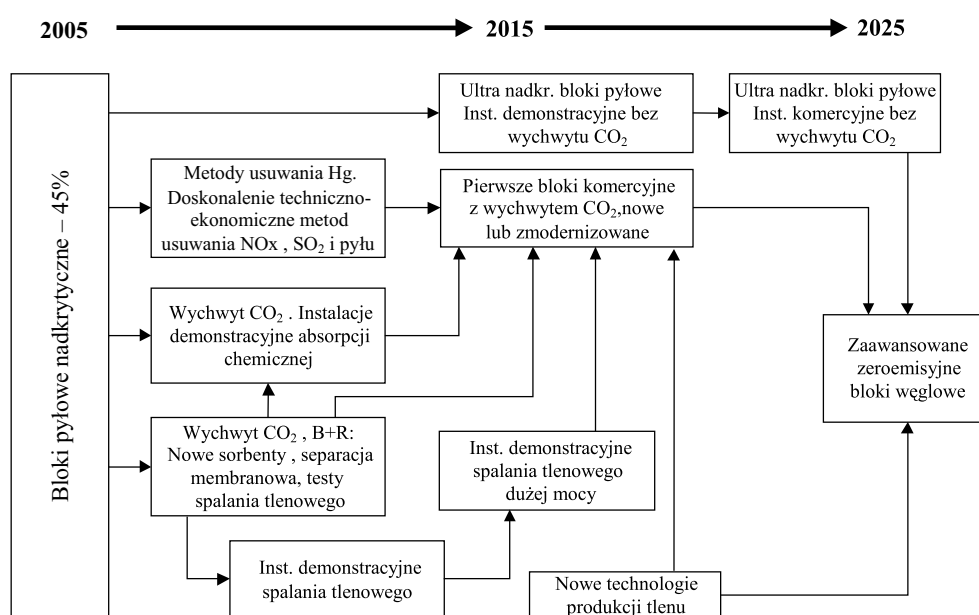 2005
2015
2025
Bloki pyłowe nadkrytyczne – 45%
Ultra nadkr. bloki pyłowe
Inst. demonstracyjne bez
wychwytu CO₂
Ultra nadkr. bloki pyłowe
Inst. komercyjne bez
wychwytu CO₂
Metody usuwania Hg.
Doskonalenie techniczno-
ekonomiczne metod
usuwania NOx , SO₂ i pyłu
Pierwsze bloki komercyjne
z wychwytem CO₂,nowe
lub zmodernizowane
Wychwyt CO₂ . Instalacje
demonstracyjne absorpcji
chemicznej
Zaawansowane
zeroemisyjne
bloki węglowe
Wychwyt CO₂ , B+R:
Nowe sorbenty , separacja
membranowa, testy
spalania tlenowego
Inst. demonstracyjne
spalania tlenowego
dużej mocy
Inst. demonstracyjne
spalania tlenowego
Nowe technologie
produkcji tlenu